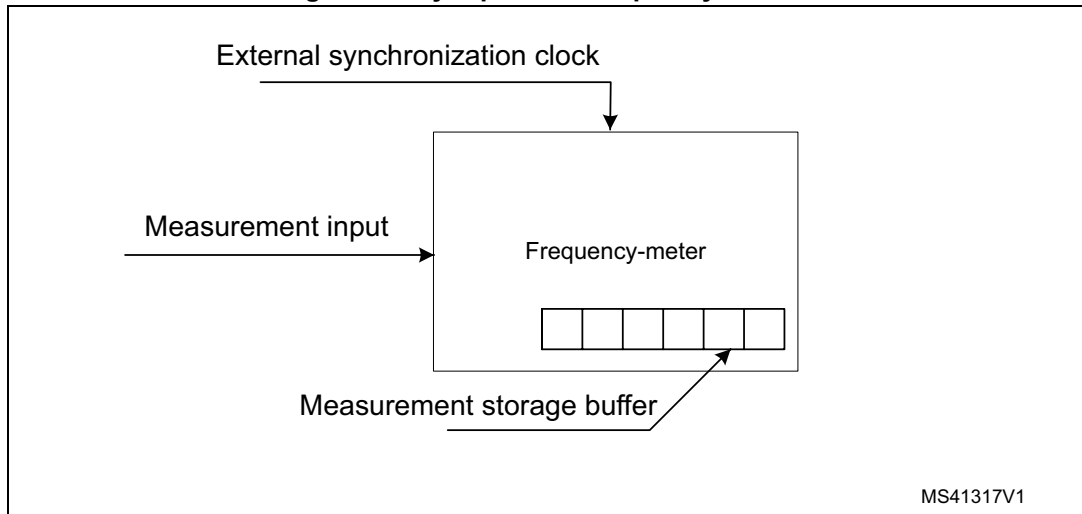 External synchronization clock
Measurement input
Frequency-meter
Measurement storage buffer
MS41317V1